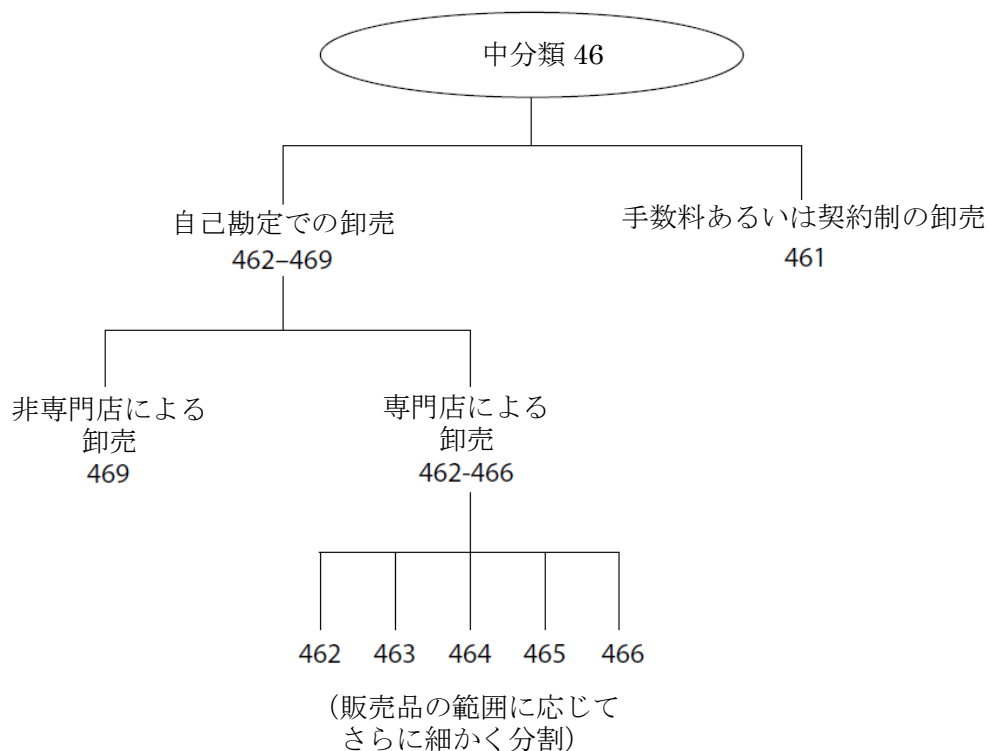 中分類 46
自己勘定での卸売
462–469
手数料あるいは契約制の卸売
461
非専門店による
卸売
469
専門店による
卸売
462-466
462 463 464 465 466
（販売品の範囲に応じて
さらに細かく分割）